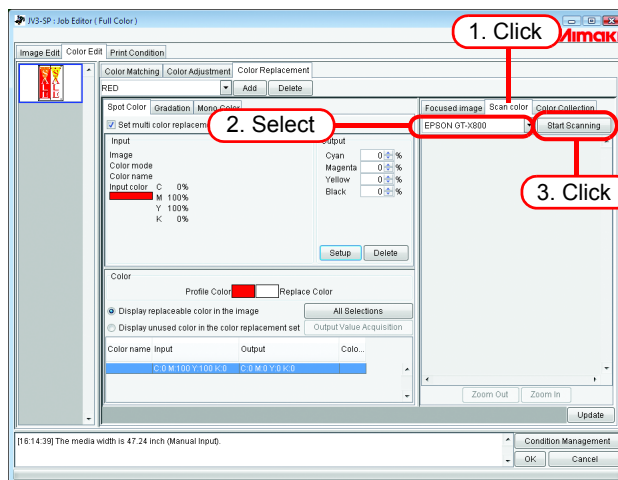 JV3-SP : Job Editor ( Full Color )
1. Click
Mimaki
Image Edit Color Edit Print Condition
Color Matching Color Adjustment Color Replacement
RED Add Delete
Spot Color Gradation Mono Color
Focused image Scan color Color Collection
Set multi color replacem
2. Select
EPSON GT-X800 Start Scanning
Input
Output
Image
Color mode
Color name
Input color C 0%
M 100%
Y 100%
K 0%
Cyan 0 %
Magenta 0 %
Yellow 0 %
Black 0 %
3. Click
Setup Delete
Color
Profile Color Replace Color
Display replaceable color in the image All Selections
Display unused color in the color replacement set Output Value Acquisition
Color name Input Output Colo...
C:0 M:100 Y:100 K:0 C:0 M:0 Y:0 K:0
Zoom Out Zoom In
Update
[16:14:39] The media width is 47.24 inch (Manual Input).
Condition Management
OK Cancel